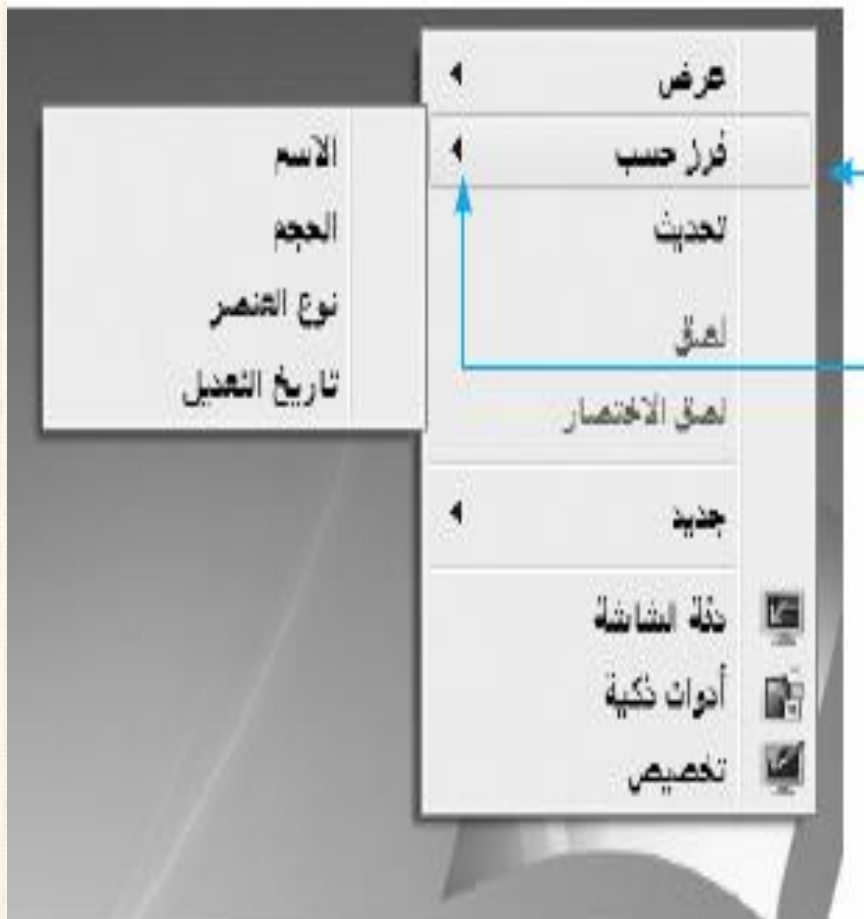 عرض
فرز حسب
تحديث
لصق
لصق الاختصار
جديد
دقة الشاشة
أدوات ذكية
تخصيص
الاسم
الحجم
نوع العنصر
تاريخ التعديل